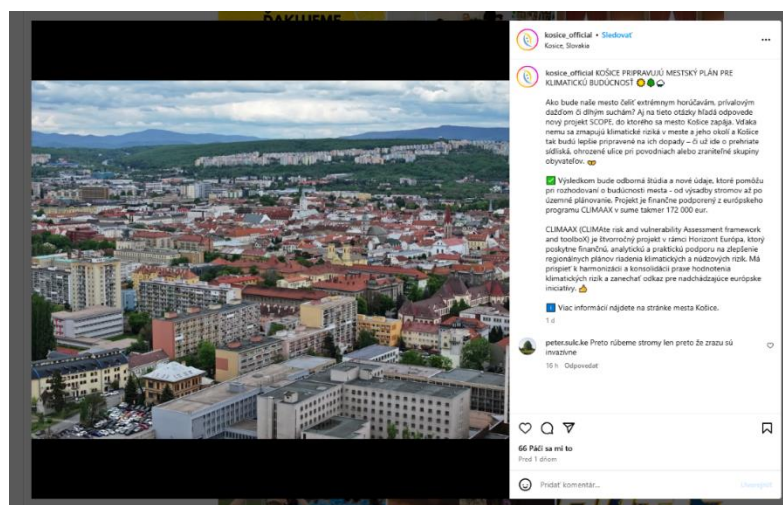 ĎAKUJEME
kosice_official • Sledovať
Kosice, Slovakia
kosice_official KOŠICE PRIPRAVUJÚ MESTSKÝ PLÁN PRE
KLIMATICKÚ BUDÚCNOSŤ 🌞🌲🌧
Ako bude naše mesto čeliť extrémnym horúčavám, prívalovým
dažďom či dlhým suchám? Aj na tieto otázky hľadá odpovede
nový projekt SCOPE, do ktorého sa mesto Košice zapája. Vďaka
nemu sa zmapujú klimatické riziká v meste a jeho okolí a Košice
tak budú lepšie pripravené na ich dopady – či už ide o prehriate
sídliská, ohrozené ulice pri povodniach alebo zraniteľné skupiny
obyvateľov.
✅ Výsledkom bude odborná štúdia a nové údaje, ktoré pomôžu
pri rozhodovaní o budúcnosti mesta - od výsadby stromov až po
územné plánovanie. Projekt je finančne podporený z európskeho
programu CLIMAAX v sume takmer 172 000 eur.
CLIMAAX (CLIMAte risk and vulnerability Assessment framework
and toolboX) je štvorročný projekt v rámci Horizont Európa, ktorý
poskytne finančnú, analytickú a praktickú podporu na zlepšenie
regionálnych plánov riadenia klimatických a núdzových rizík. Má
prispieť k harmonizácii a konsolidácii praxe hodnotenia
klimatických rizík a zanechať odkaz pre nadchádzajúce európske
iniciatívy. 👍
ℹ️ Viac informácií nájdete na stránke mesta Košice.
1 d
peter.sulc.ke Preto rúbeme stromy len preto že zrazu sú
invazívne
16 h Odpovedať
66 Páči sa mi to
Pred 1 dňom
Pridať komentár...
Uverejniť